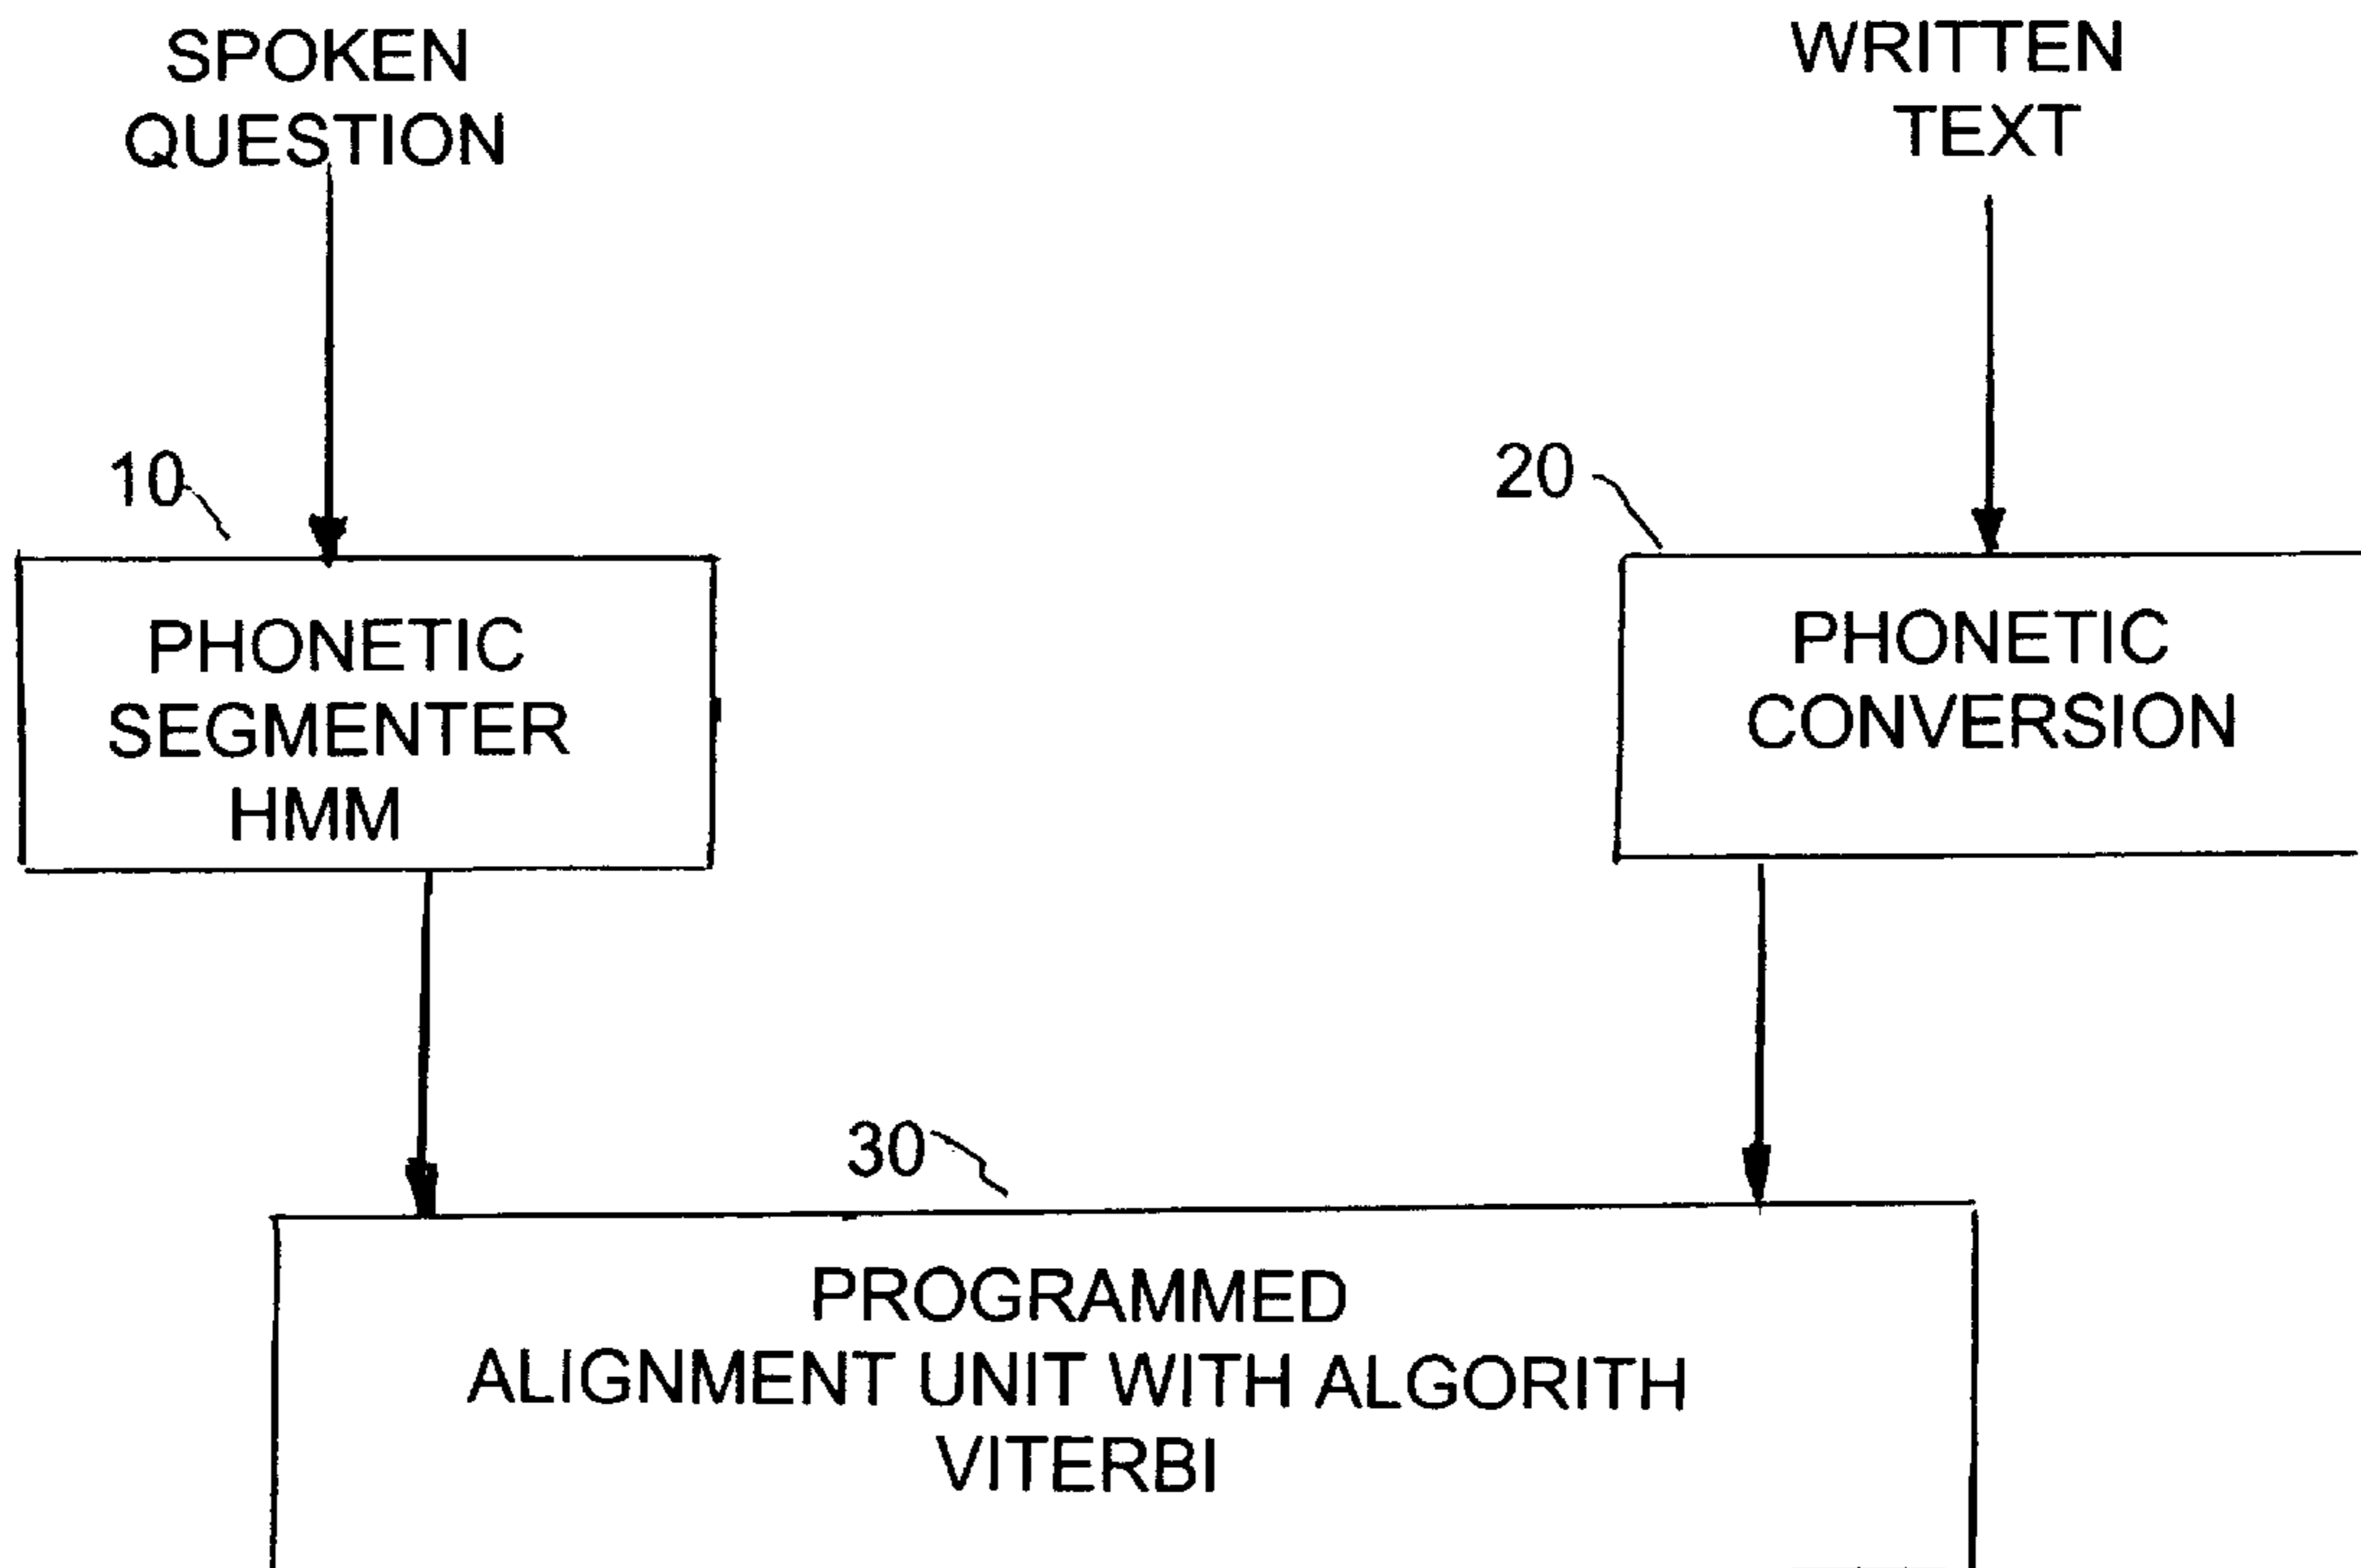 SPOKEN
QUESTION
WRITTEN
TEXT
10
20
PHONETIC
SEGMENTER
HMM
PHONETIC
CONVERSION
30
PROGRAMMED
ALIGNMENT UNIT WITH ALGORITH
VITERBI